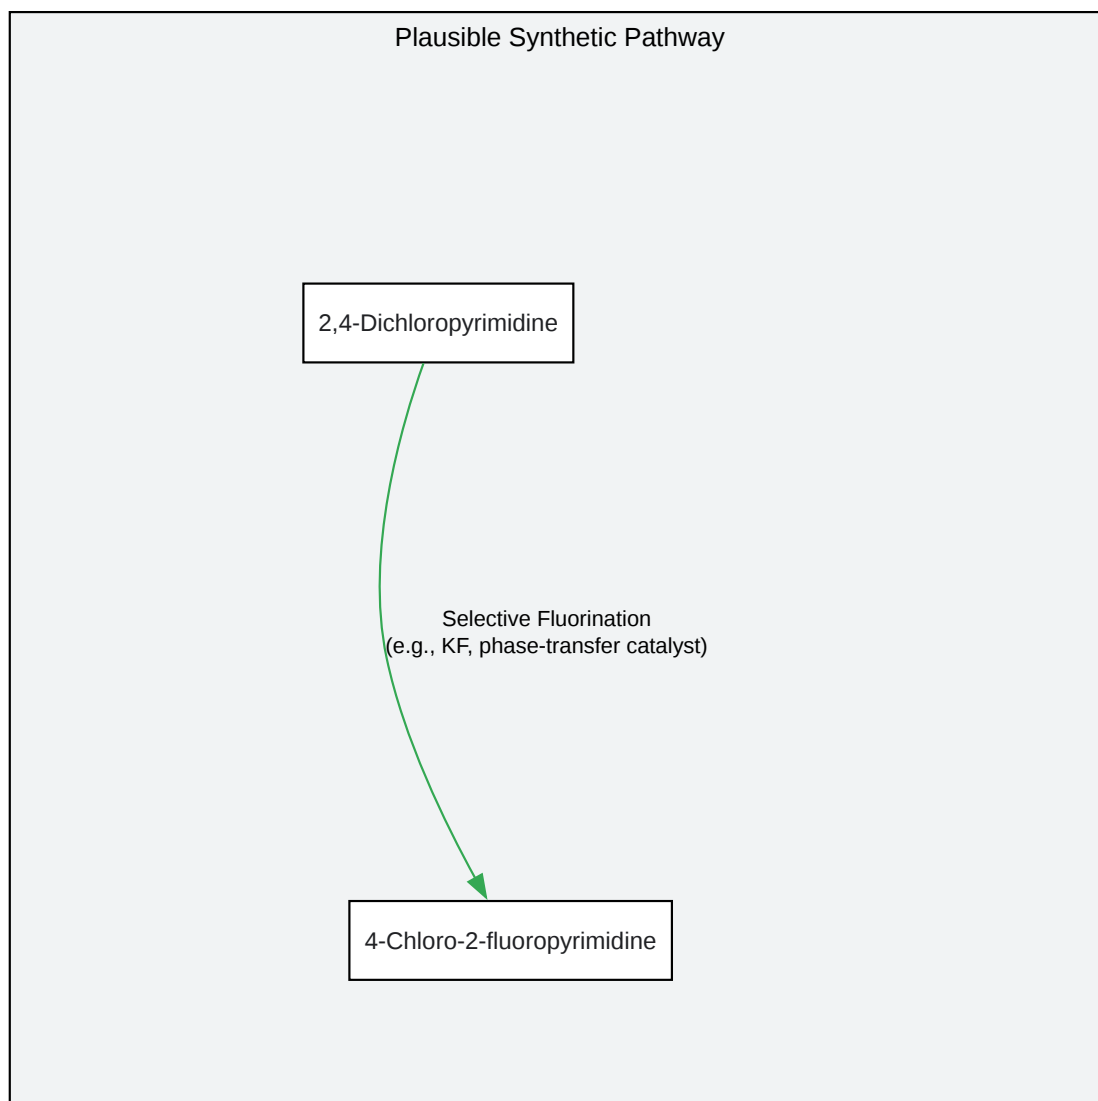 Plausible Synthetic Pathway
2,4-Dichloropyrimidine
Selective Fluorination
(e.g., KF, phase-transfer catalyst)
4-Chloro-2-fluoropyrimidine